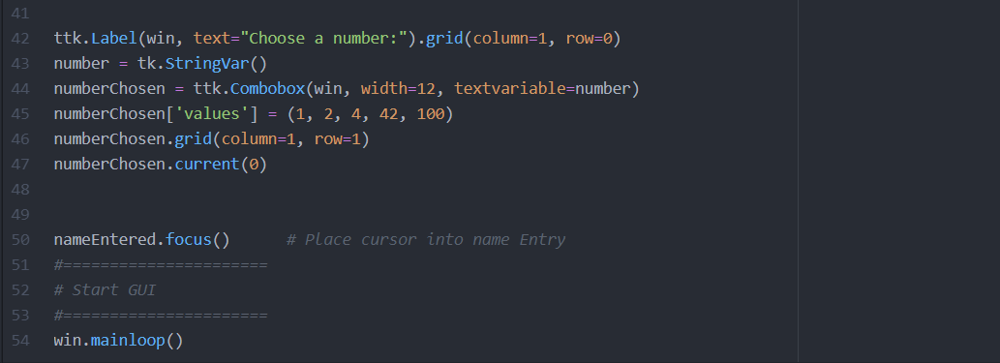 41
42 ttk.Label(win, text="Choose a number:").grid(column=1, row=0)
43 number = tk.StringVar()
44 numberChosen = ttk.Combobox(win, width=12, textvariable=number)
45 numberChosen['values'] = (1, 2, 4, 42, 100)
46 numberChosen.grid(column=1, row=1)
47 numberChosen.current(0)
48
49
50 nameEntered.focus()      # Place cursor into name Entry
51 #======================
52 # Start GUI
53 #======================
54 win.mainloop()